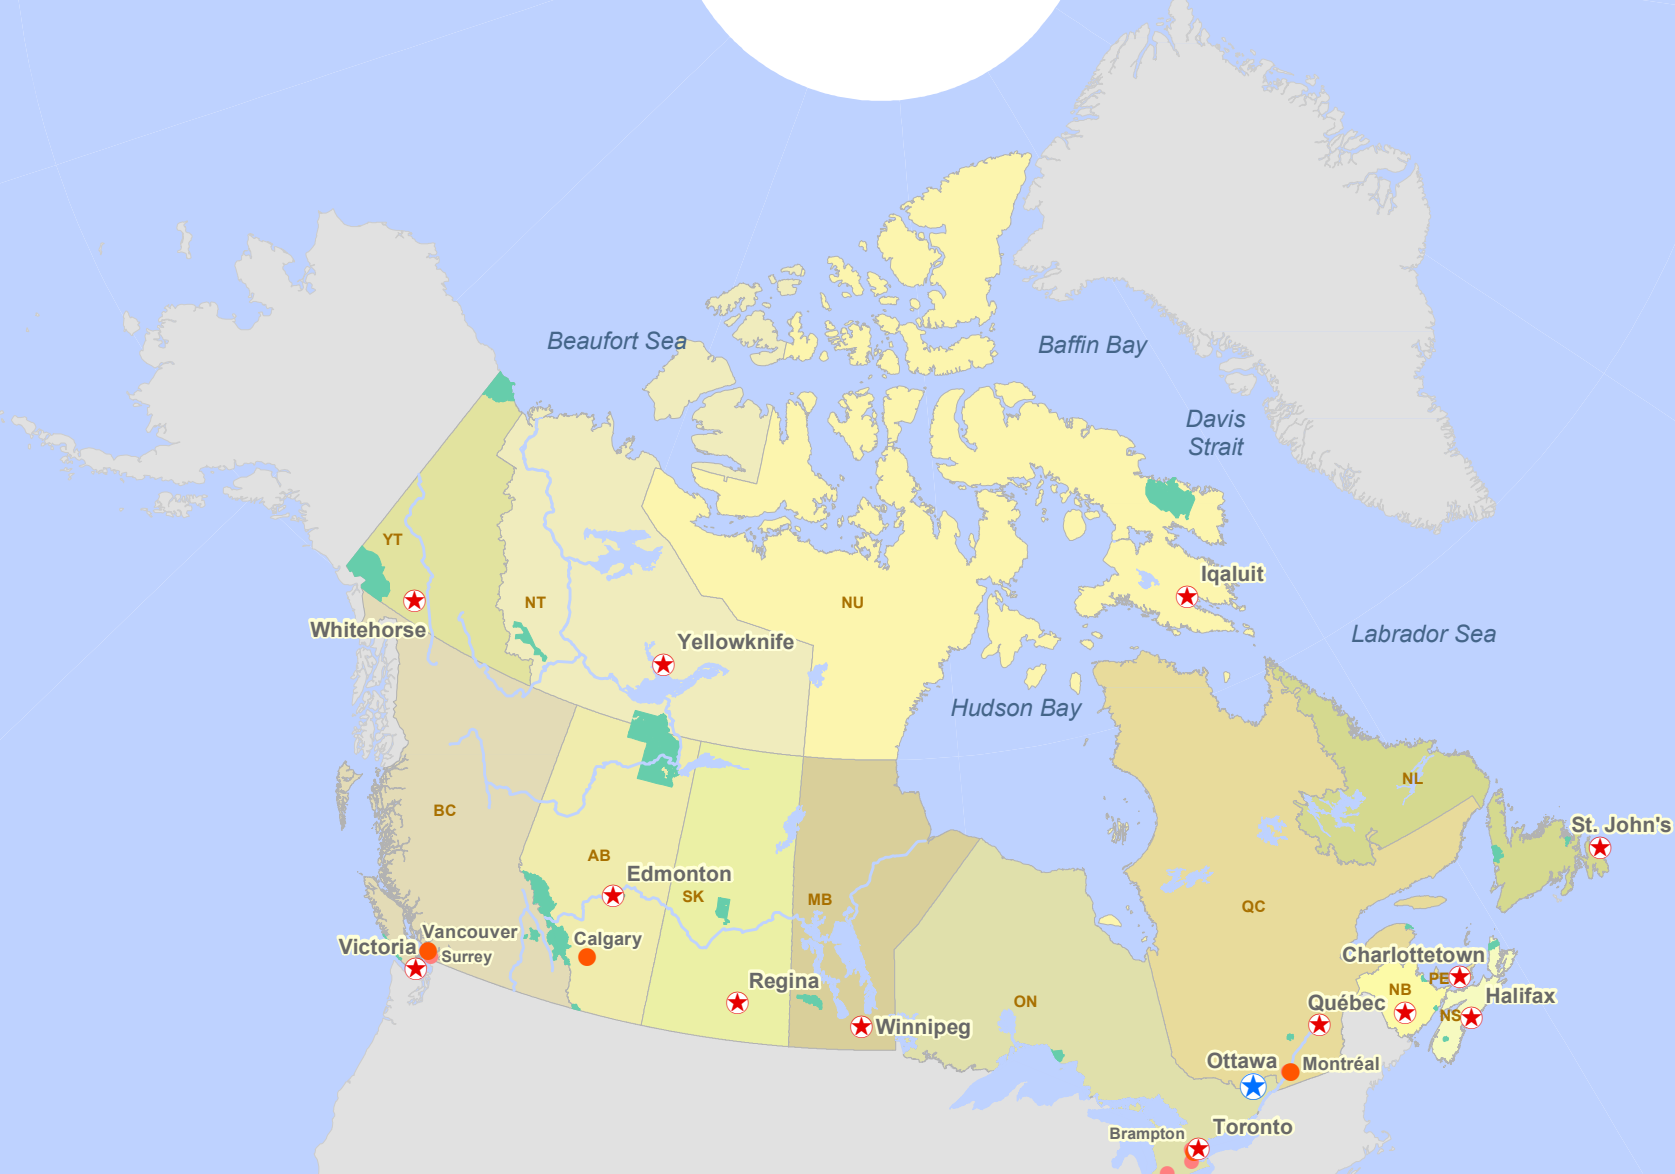 Beaufort Sea
Baffin Bay
Davis
Strait
YT
Iqaluit
NT
NU
Whitehorse
Yellowknife
Labrador Sea
Hudson Bay
NL
BC
St. John's
AB
Edmonton
SK
MB
QC
Vancouver
Victoria
Calgary
Surrey
Charlottetown
PE
Regina
NB
Halifax
ON
Québec
NS
Winnipeg
Ottawa
Montréal
Toronto
Brampton